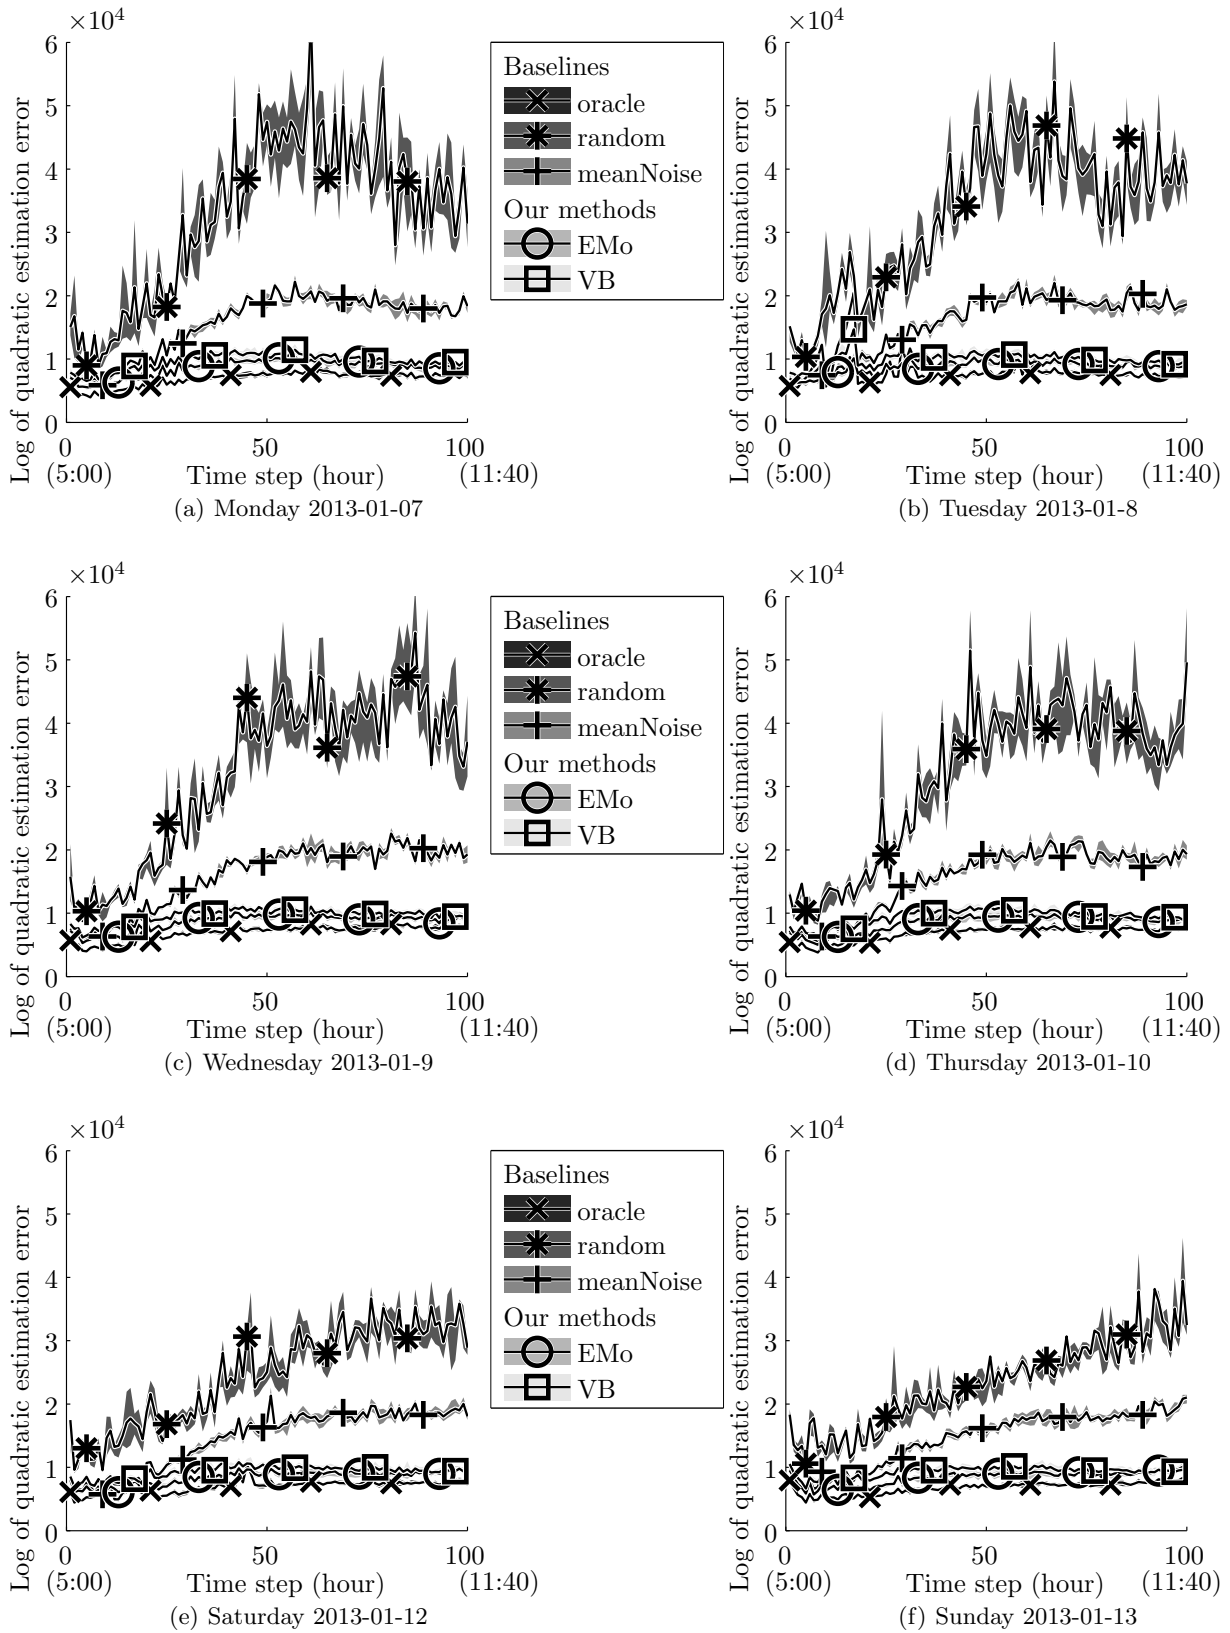 ×10⁴
6
5
4
3
2
1
0
Log of quadratic estimation error
0 50 100
(5:00) Time step (hour) (11:40)
(a) Monday 2013-01-07
Baselines
oracle
random
meanNoise
Our methods
EMo
VB
×10⁴
6
5
4
3
2
1
0
Log of quadratic estimation error
0 50 100
(5:00) Time step (hour) (11:40)
(b) Tuesday 2013-01-8
×10⁴
6
5
4
3
2
1
0
Log of quadratic estimation error
0 50 100
(5:00) Time step (hour) (11:40)
(c) Wednesday 2013-01-9
Baselines
oracle
random
meanNoise
Our methods
EMo
VB
×10⁴
6
5
4
3
2
1
0
Log of quadratic estimation error
0 50 100
(5:00) Time step (hour) (11:40)
(d) Thursday 2013-01-10
×10⁴
6
5
4
3
2
1
0
Log of quadratic estimation error
0 50 100
(5:00) Time step (hour) (11:40)
(e) Saturday 2013-01-12
Baselines
oracle
random
meanNoise
Our methods
EMo
VB
×10⁴
6
5
4
3
2
1
0
Log of quadratic estimation error
0 50 100
(5:00) Time step (hour) (11:40)
(f) Sunday 2013-01-13